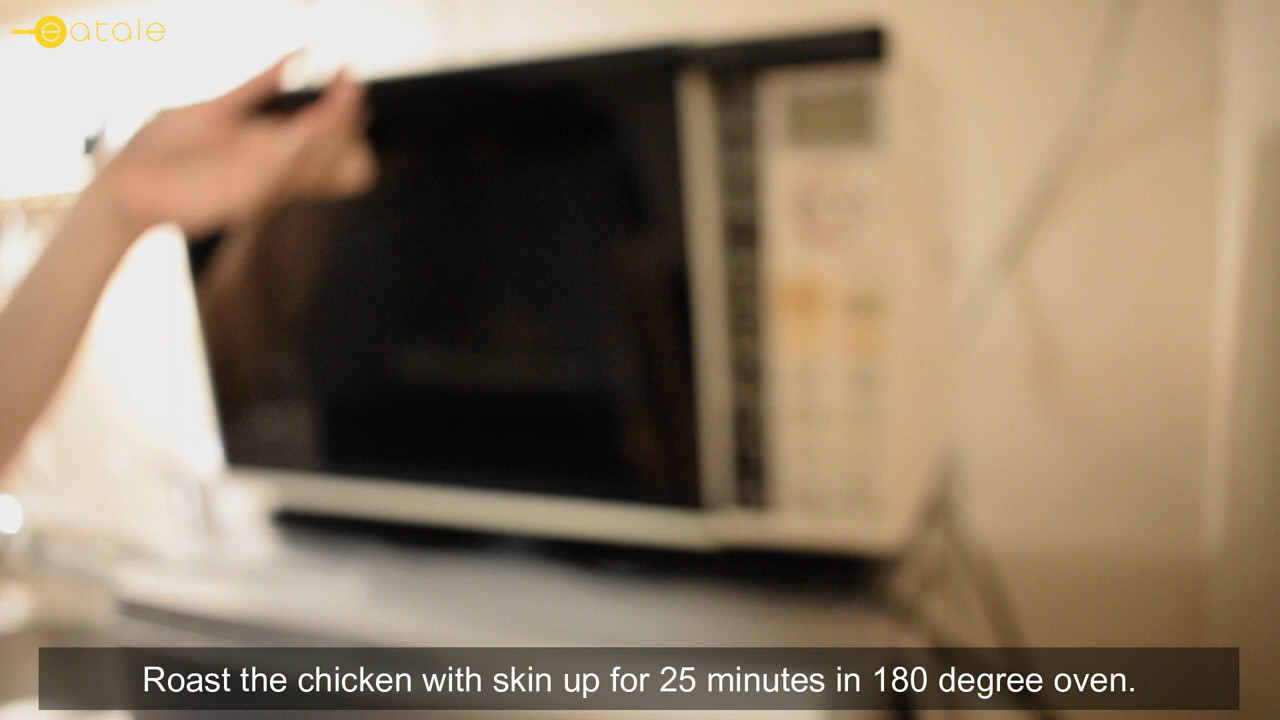 eatale
Roast the chicken with skin up for 25 minutes in 180 degree oven.